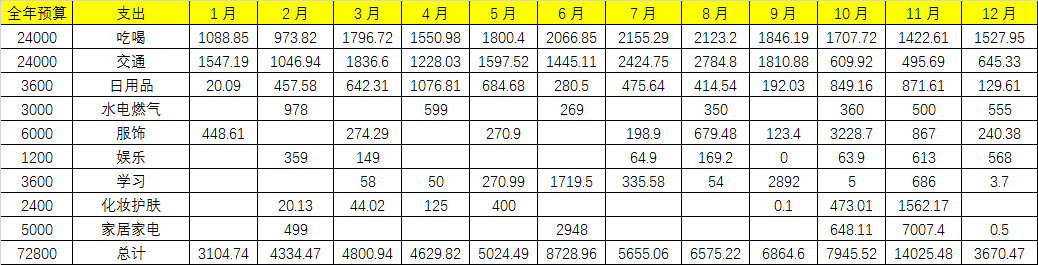 全年预算 支出 1月 2月 3月 4月 5月 6月 7月 8月 9月 10月 11月 12月
24000 吃喝 1088.85 973.82 1796.72 1550.98 1800.4 2066.85 2155.29 2123.2 1846.19 1707.72 1422.61 1527.95
24000 交通 1547.19 1046.94 1836.6 1228.03 1597.52 1445.11 2424.75 2784.8 1810.88 609.92 495.69 645.33
3600 日用品 20.09 457.58 642.31 1076.81 684.68 280.5 475.64 414.54 192.03 849.16 871.61 129.61
3000 水电燃气 978 599 269 350 360 500 555
6000 服饰 448.61 274.29 270.9 198.9 679.48 123.4 3228.7 867 240.38
1200 娱乐 359 149 64.9 169.2 0 63.9 613 568
3600 学习 58 50 270.99 1719.5 335.58 54 2892 5 686 3.7
2400 化妆护肤 20.13 44.02 125 400 0.1 473.01 1562.17
5000 家居家电 499 2948 648.11 7007.4 0.5
72800 总计 3104.74 4334.47 4800.94 4629.82 5024.49 8728.96 5655.06 6575.22 6864.6 7945.52 14025.48 3670.47